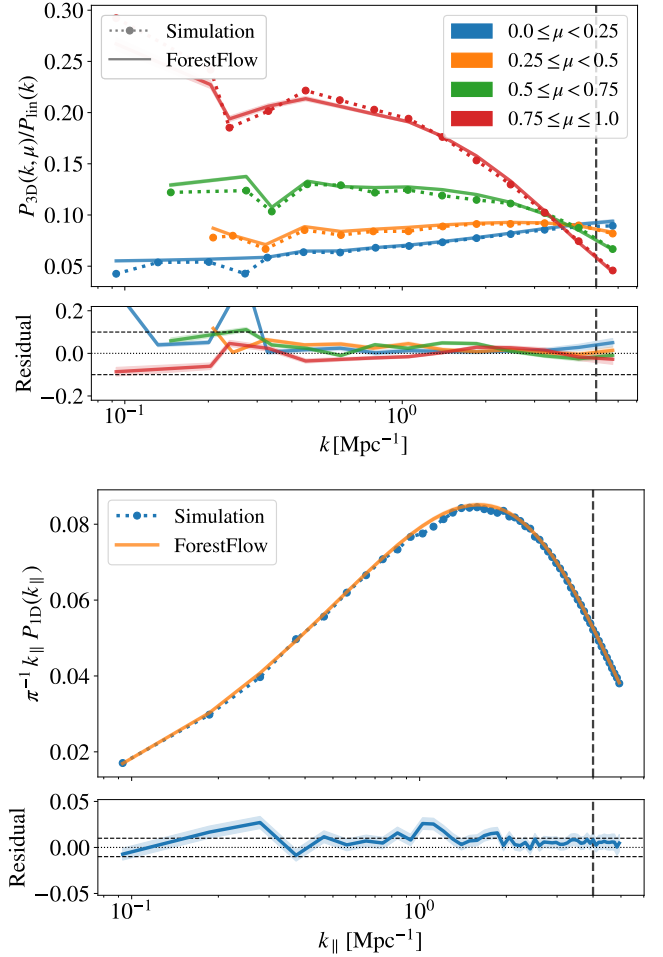 0.30
0.25
0.20
0.15
0.10
0.05
P3D(k, μ)/Plin(k)
Simulation
ForestFlow
0.0 ≤ μ < 0.25
0.25 ≤ μ < 0.5
0.5 ≤ μ < 0.75
0.75 ≤ μ ≤ 1.0
0.2
0.0
−0.2
Residual
10⁻¹
10⁰
k [Mpc⁻¹]
0.08
0.06
0.04
0.02
π⁻¹ k∥ P1D(k∥)
Simulation
ForestFlow
0.05
0.00
−0.05
Residual
10⁻¹
10⁰
k∥ [Mpc⁻¹]